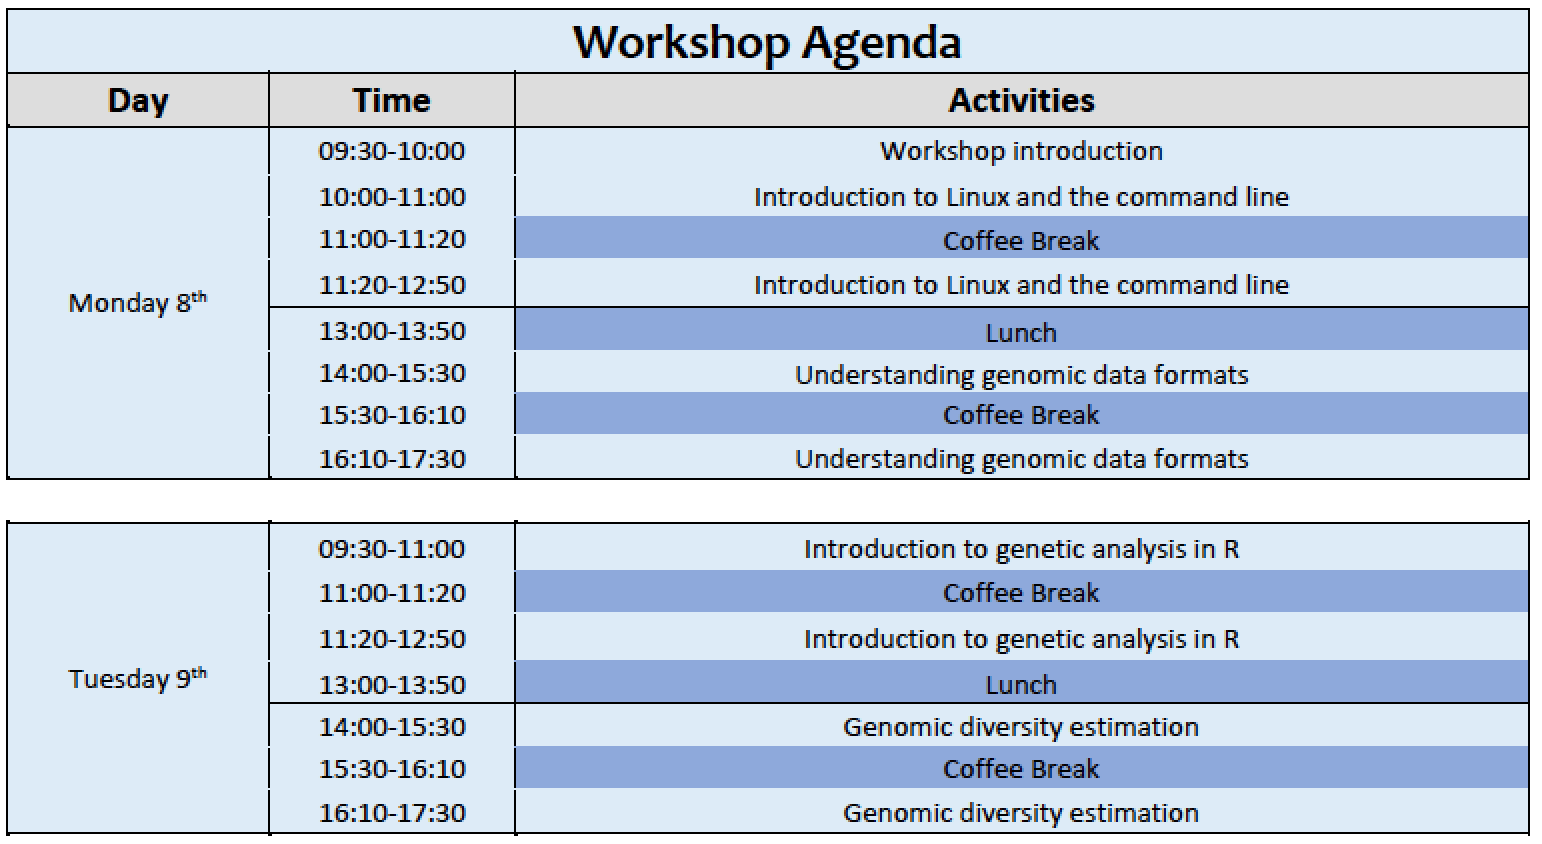 Workshop Agenda
Day Time Activities
Monday 8th
09:30-10:00 Workshop introduction
10:00-11:00 Introduction to Linux and the command line
11:00-11:20 Coffee Break
11:20-12:50 Introduction to Linux and the command line
13:00-13:50 Lunch
14:00-15:30 Understanding genomic data formats
15:30-16:10 Coffee Break
16:10-17:30 Understanding genomic data formats
Tuesday 9th
09:30-11:00 Introduction to genetic analysis in R
11:00-11:20 Coffee Break
11:20-12:50 Introduction to genetic analysis in R
13:00-13:50 Lunch
14:00-15:30 Genomic diversity estimation
15:30-16:10 Coffee Break
16:10-17:30 Genomic diversity estimation